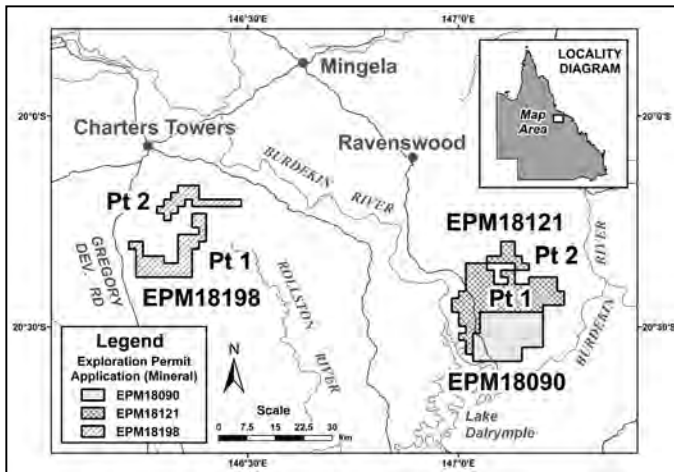 146°30'E
147°0'E
LOCALITY
DIAGRAM
Map
Area
Mingela
20°0'S
20°0'S
Charters Towers
Ravenswood
BURDEKIN
RIVER
Pt 2
EPM18121
Pt 2
RIVER
GREGORY
DEV. RD
Pt 1
Pt 1
EPM18198
ROLLSTON
RIVER
BURDEKIN
20°30'S
20°30'S
Legend
Exploration Permit
Application (Mineral)
EPM18090
EPM18121
EPM18198
N
Scale
0 7.5 15 22.5 30
Km
EPM18090
Lake
Dalrymple
146°30'E
147°0'E